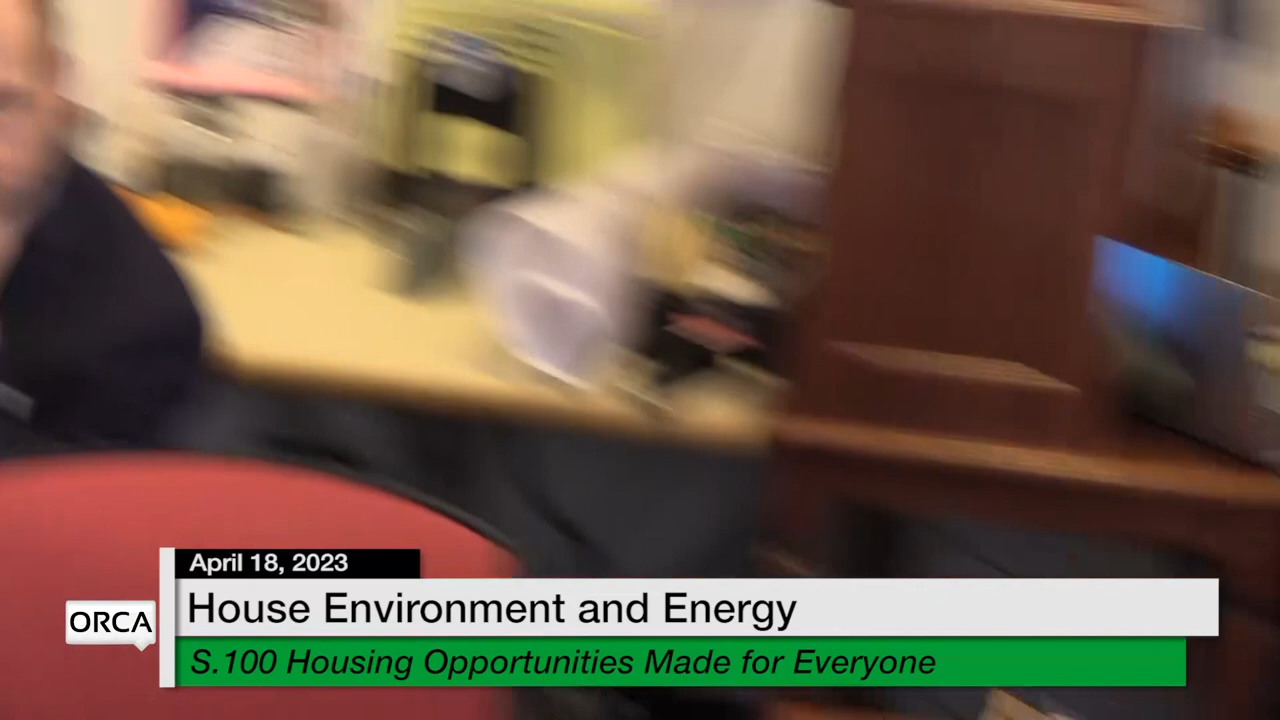 April 18, 2023
House Environment and Energy
ORCA
S.100 Housing Opportunities Made for Everyone